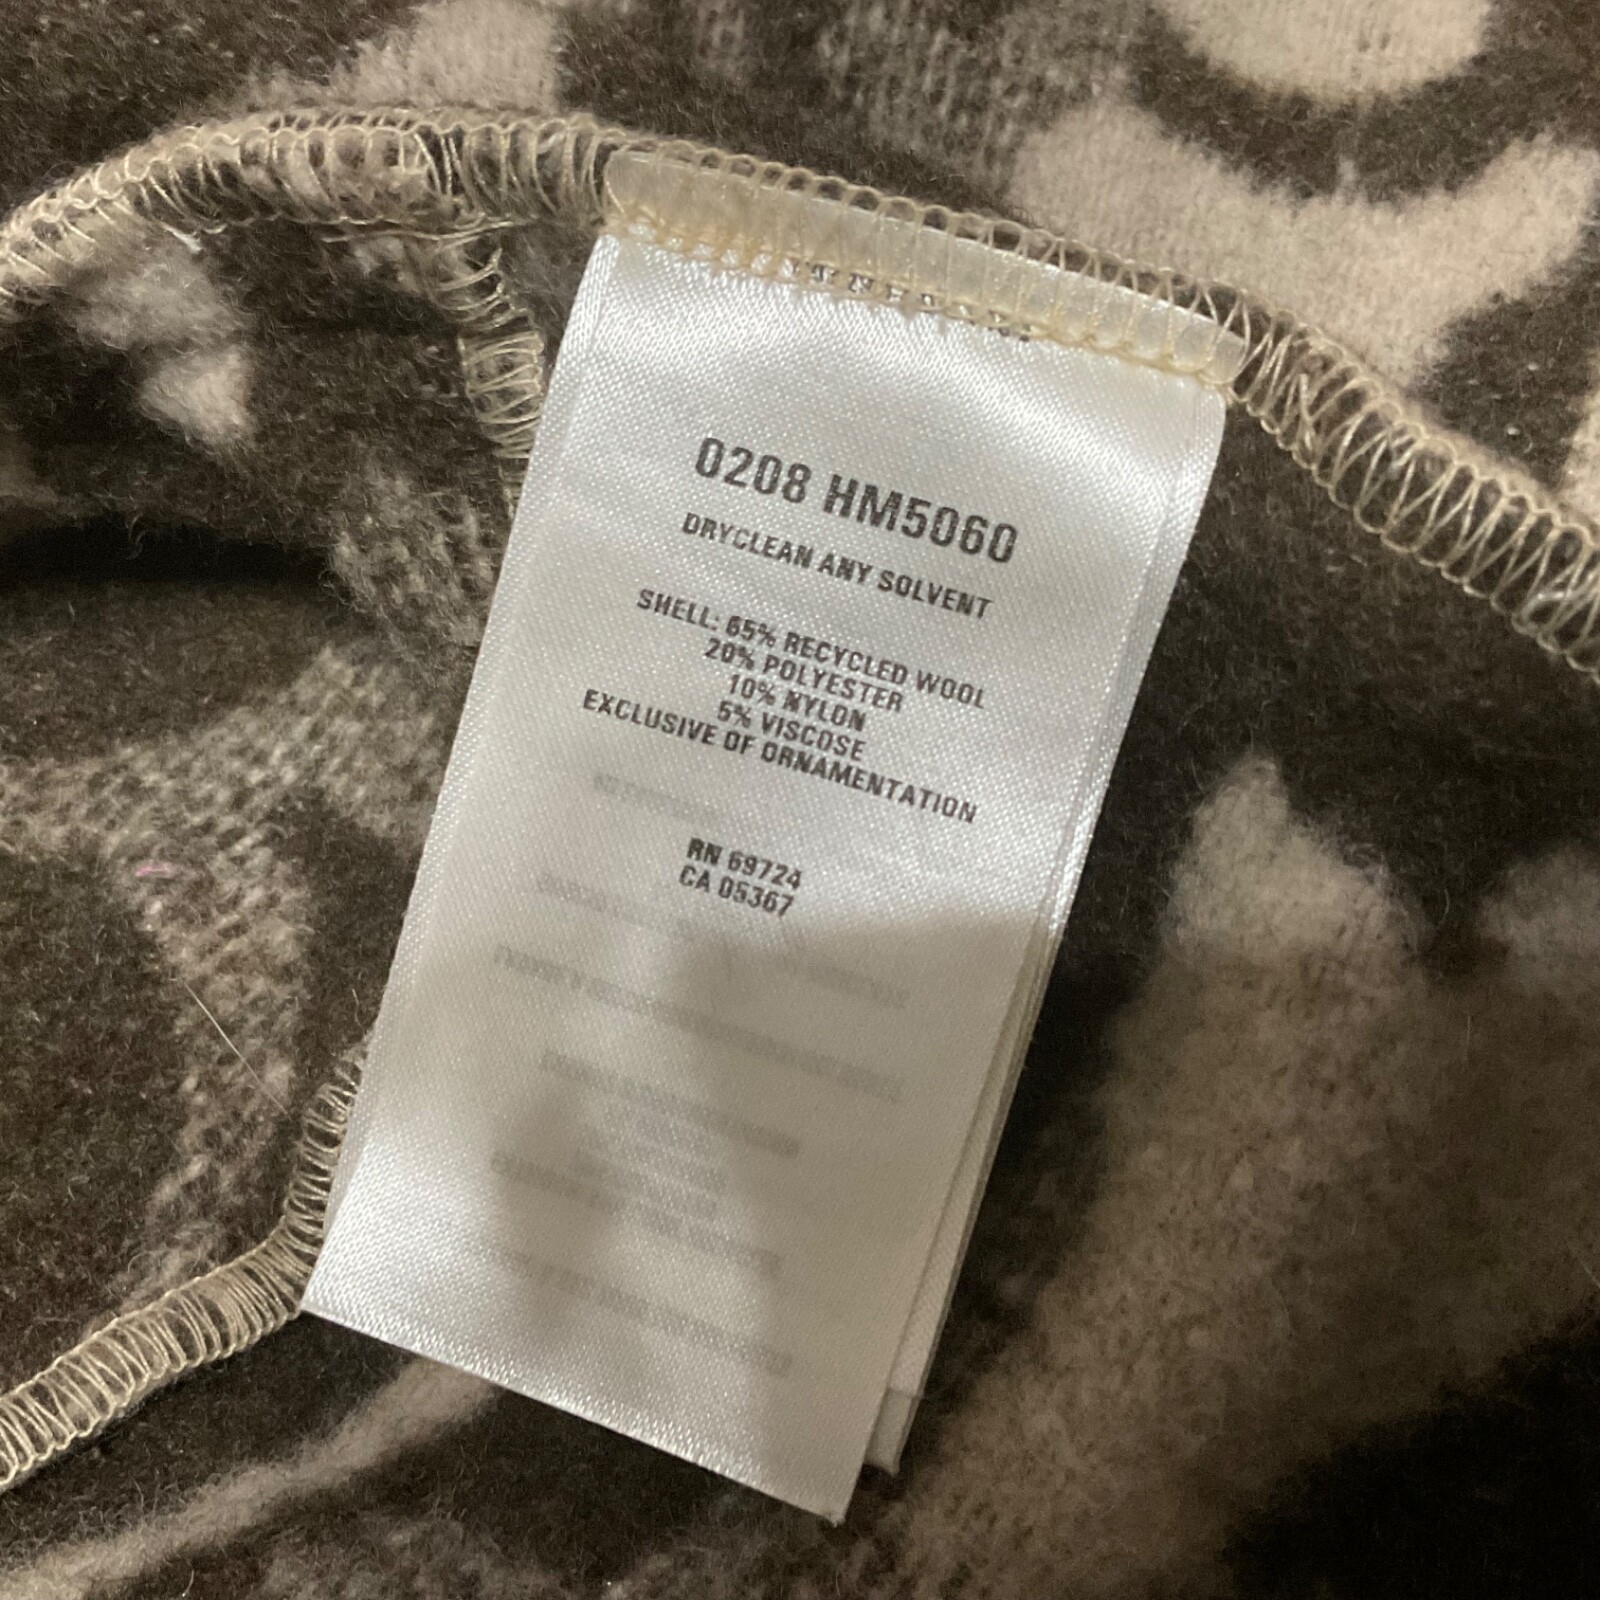 0208 HM5060
DRYCLEAN ANY SOLVENT
SHELL: 65% RECYCLED WOOL
20% POLYESTER
10% NYLON
5% VISCOSE
EXCLUSIVE OF ORNAMENTATION
RN 69724
CA 05367